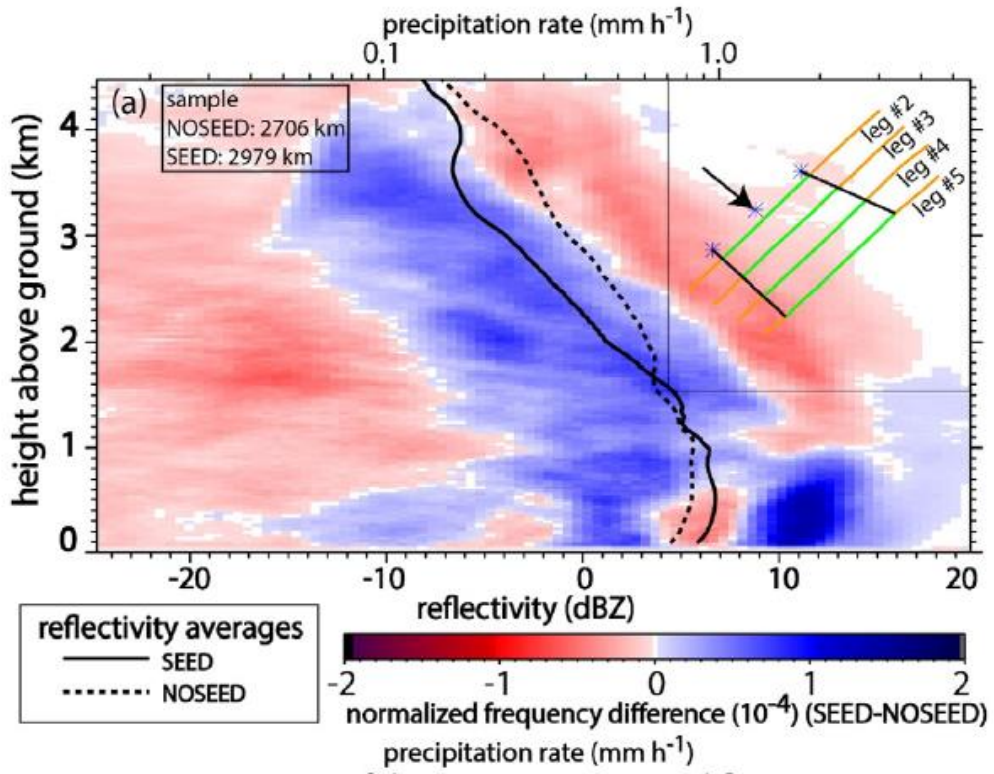 precipitation rate (mm h-1)
0.1 1.0
(a) sample
NOSEED: 2706 km
SEED: 2979 km
leg #2
leg #3
leg #4
leg #5
height above ground (km)
4
3
2
1
0
-20 -10 0 10 20
reflectivity (dBZ)
reflectivity averages
SEED
NOSEED
-2 -1 0 1 2
normalized frequency difference (10-4) (SEED-NOSEED)
precipitation rate (mm h-1)